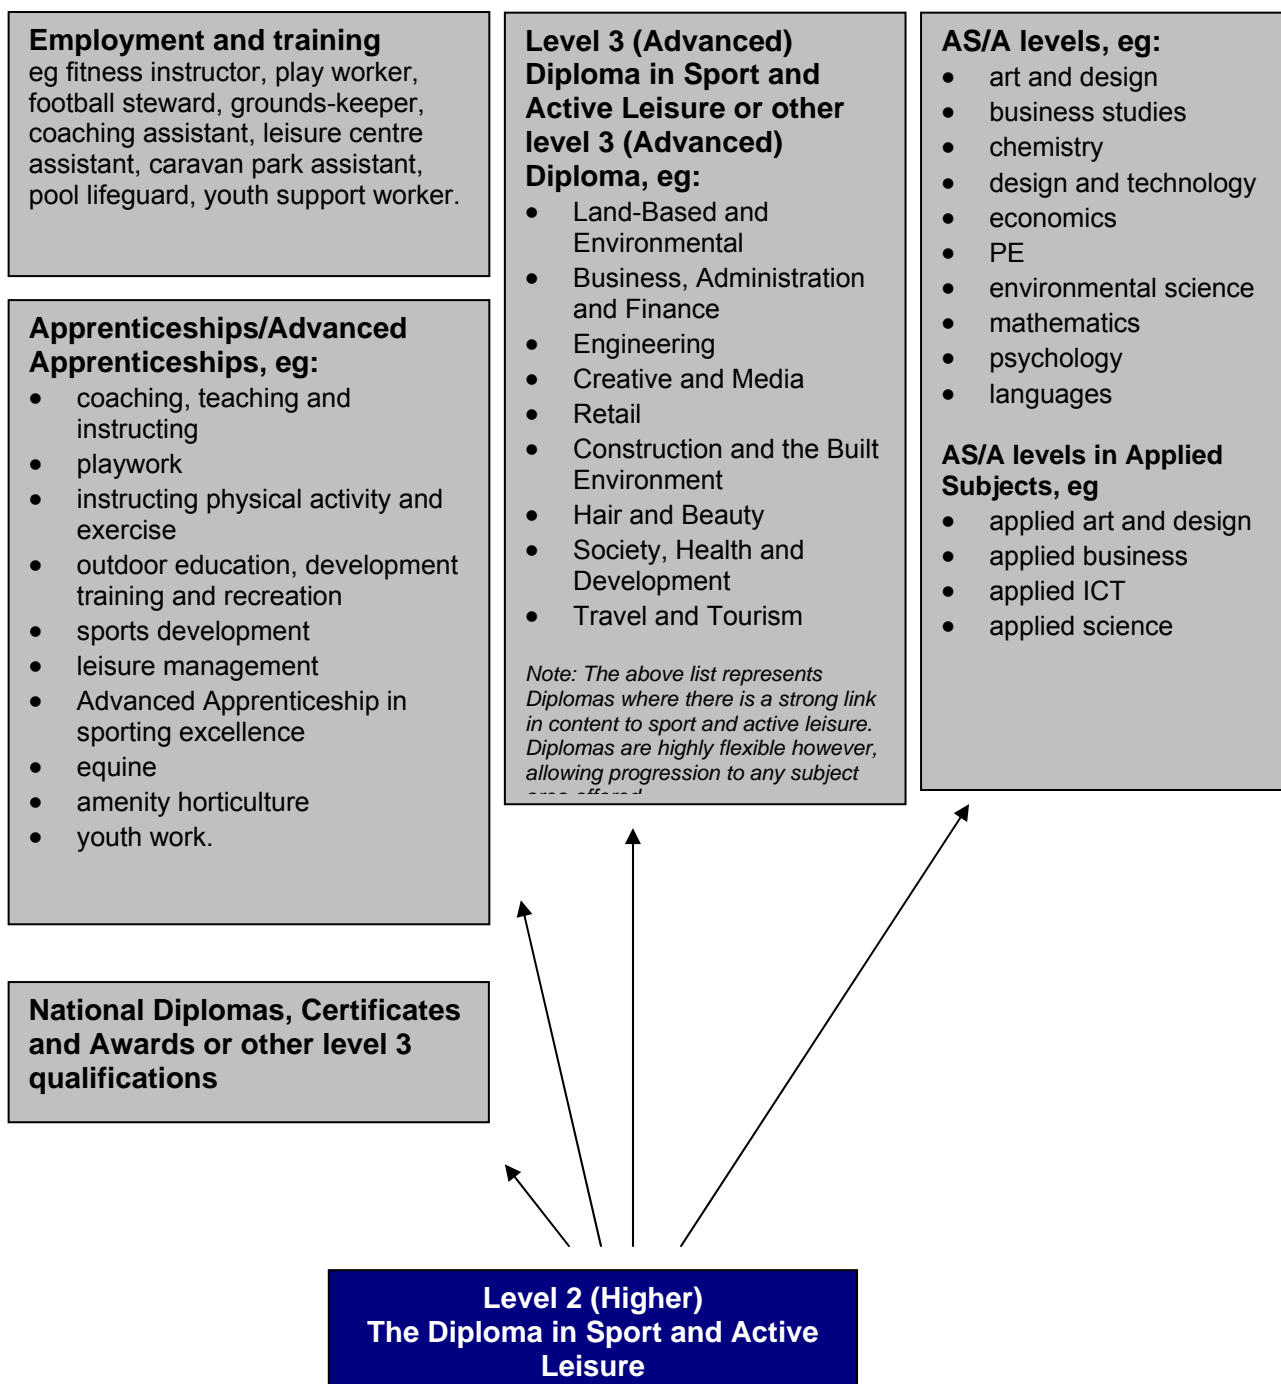 Employment and training
eg fitness instructor, play worker,
football steward, grounds-keeper,
coaching assistant, leisure centre
assistant, caravan park assistant,
pool lifeguard, youth support worker.
Apprenticeships/Advanced
Apprenticeships, eg:
• coaching, teaching and
instructing
• playwork
• instructing physical activity and
exercise
• outdoor education, development
training and recreation
• sports development
• leisure management
• Advanced Apprenticeship in
sporting excellence
• equine
• amenity horticulture
• youth work.
National Diplomas, Certificates
and Awards or other level 3
qualifications
Level 3 (Advanced)
Diploma in Sport and
Active Leisure or other
level 3 (Advanced)
Diploma, eg:
• Land-Based and
Environmental
• Business, Administration
and Finance
• Engineering
• Creative and Media
• Retail
• Construction and the Built
Environment
• Hair and Beauty
• Society, Health and
Development
• Travel and Tourism
Note: The above list represents
Diplomas where there is a strong link
in content to sport and active leisure.
Diplomas are highly flexible however,
allowing progression to any subject
area offered
AS/A levels, eg:
• art and design
• business studies
• chemistry
• design and technology
• economics
• PE
• environmental science
• mathematics
• psychology
• languages
AS/A levels in Applied
Subjects, eg
• applied art and design
• applied business
• applied ICT
• applied science
Level 2 (Higher)
The Diploma in Sport and Active
Leisure